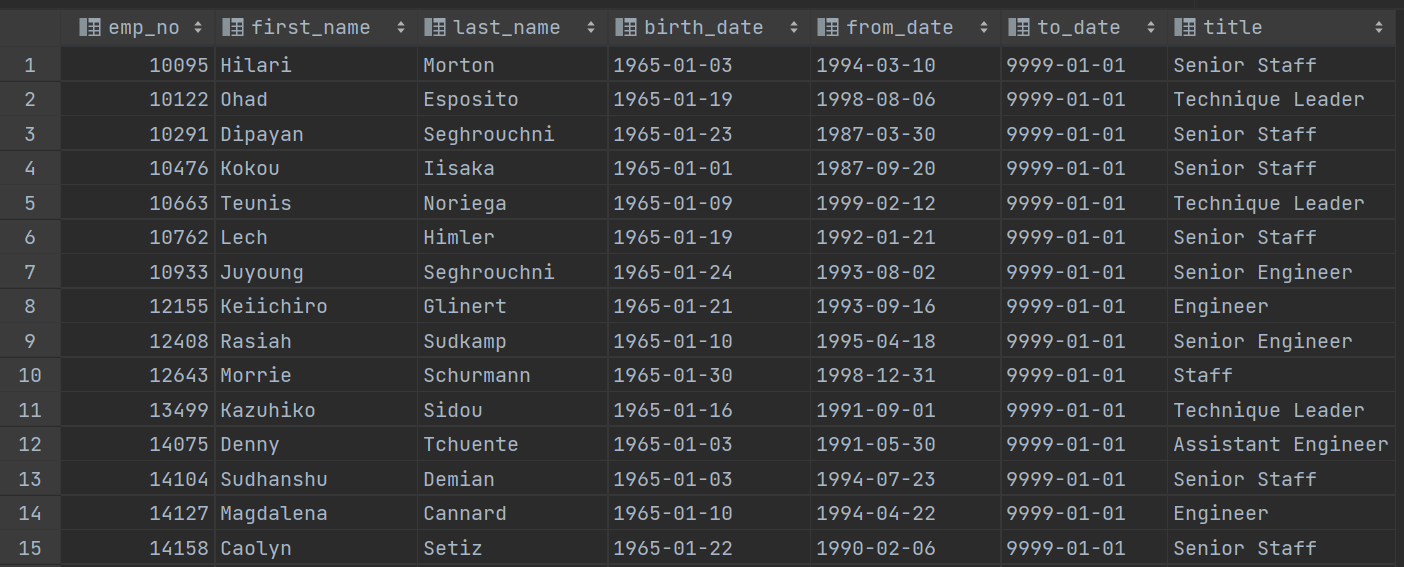 emp_no first_name last_name birth_date from_date to_date title
1 10095 Hilari Morton 1965-01-03 1994-03-10 9999-01-01 Senior Staff
2 10122 Ohad Esposito 1965-01-19 1998-08-06 9999-01-01 Technique Leader
3 10291 Dipayan Seghrouchni 1965-01-23 1987-03-30 9999-01-01 Senior Staff
4 10476 Kokou Iisaka 1965-01-01 1987-09-20 9999-01-01 Senior Staff
5 10663 Teunis Noriega 1965-01-09 1999-02-12 9999-01-01 Technique Leader
6 10762 Lech Himler 1965-01-19 1992-01-21 9999-01-01 Senior Staff
7 10933 Juyoung Seghrouchni 1965-01-24 1993-08-02 9999-01-01 Senior Engineer
8 12155 Keiichiro Glinert 1965-01-21 1993-09-16 9999-01-01 Engineer
9 12408 Rasiah Sudkamp 1965-01-10 1995-04-18 9999-01-01 Senior Engineer
10 12643 Morrie Schurmann 1965-01-30 1998-12-31 9999-01-01 Staff
11 13499 Kazuhiko Sidou 1965-01-16 1991-09-01 9999-01-01 Technique Leader
12 14075 Denny Tchuente 1965-01-03 1991-05-30 9999-01-01 Assistant Engineer
13 14104 Sudhanshu Demian 1965-01-03 1994-07-23 9999-01-01 Senior Staff
14 14127 Magdalena Cannard 1965-01-10 1994-04-22 9999-01-01 Engineer
15 14158 Caolyn Setiz 1965-01-22 1990-02-06 9999-01-01 Senior Staff